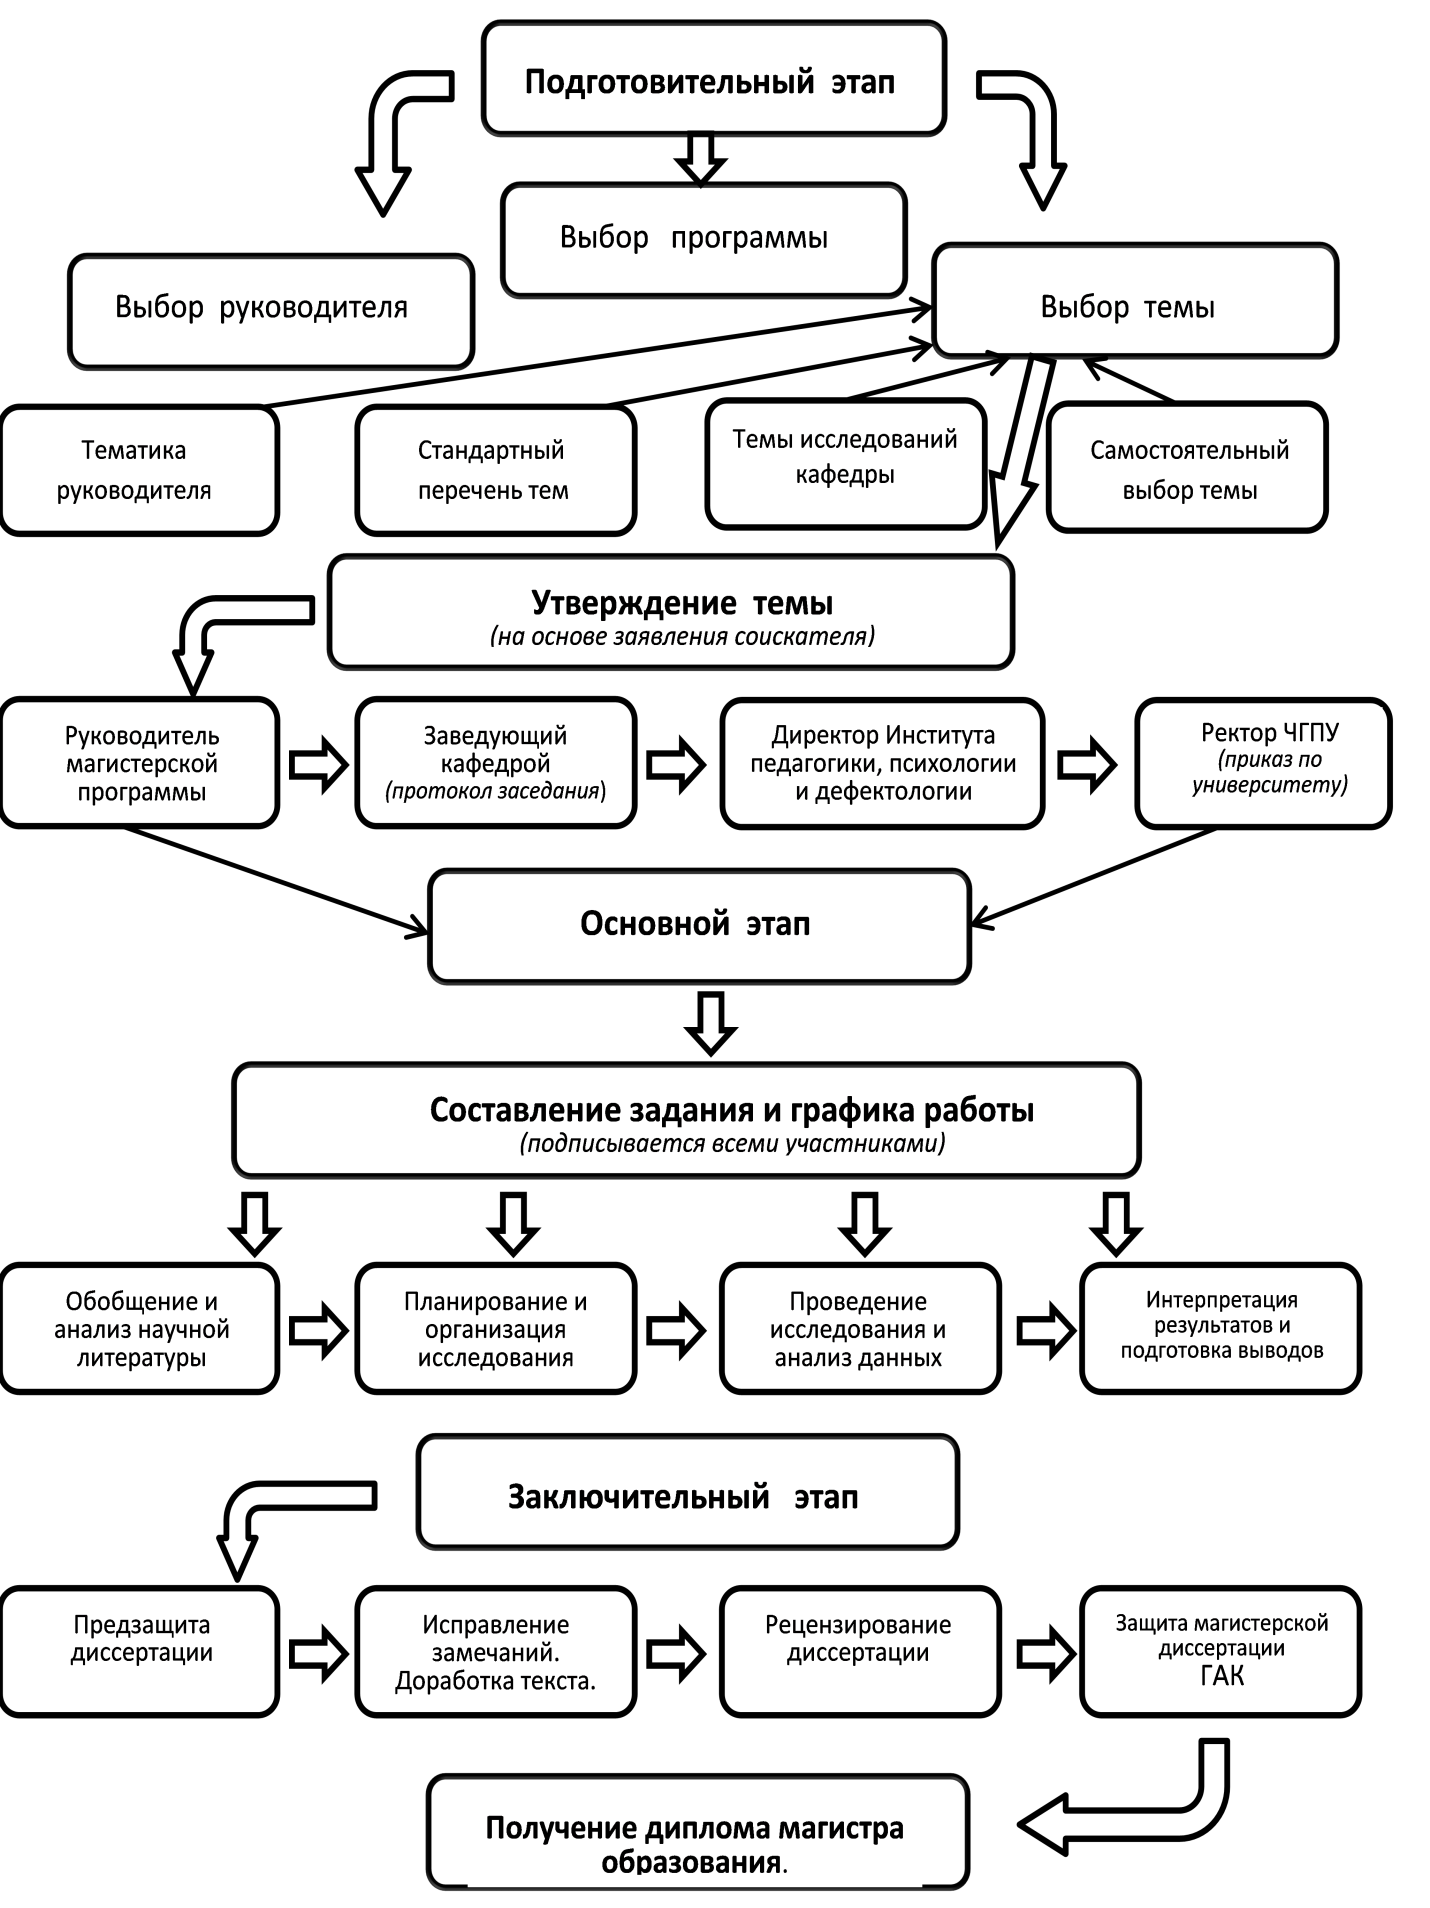 Подготовительный этап
Выбор программы
Выбор руководителя
Выбор темы
Тематика
руководителя
Стандартный
перечень тем
Темы исследований
кафедры
Самостоятельный
выбор темы
Утверждение темы
(на основе заявления соискателя)
Руководитель
магистерской
программы
Заведующий
кафедрой
(протокол заседания)
Директор Института
педагогики, психологии
и дефектологии
Ректор ЧГПУ
(приказ по
университету)
Основной этап
Составление задания и графика работы
(подписывается всеми участниками)
Обобщение и
анализ научной
литературы
Планирование и
организация
исследования
Проведение
исследования и
анализ данных
Интерпретация
результатов и
подготовка выводов
Заключительный этап
Предзащита
диссертации
Исправление
замечаний.
Доработка текста.
Рецензирование
диссертации
Защита магистерской
диссертации
ГАК
Получение диплома магистра
образования.